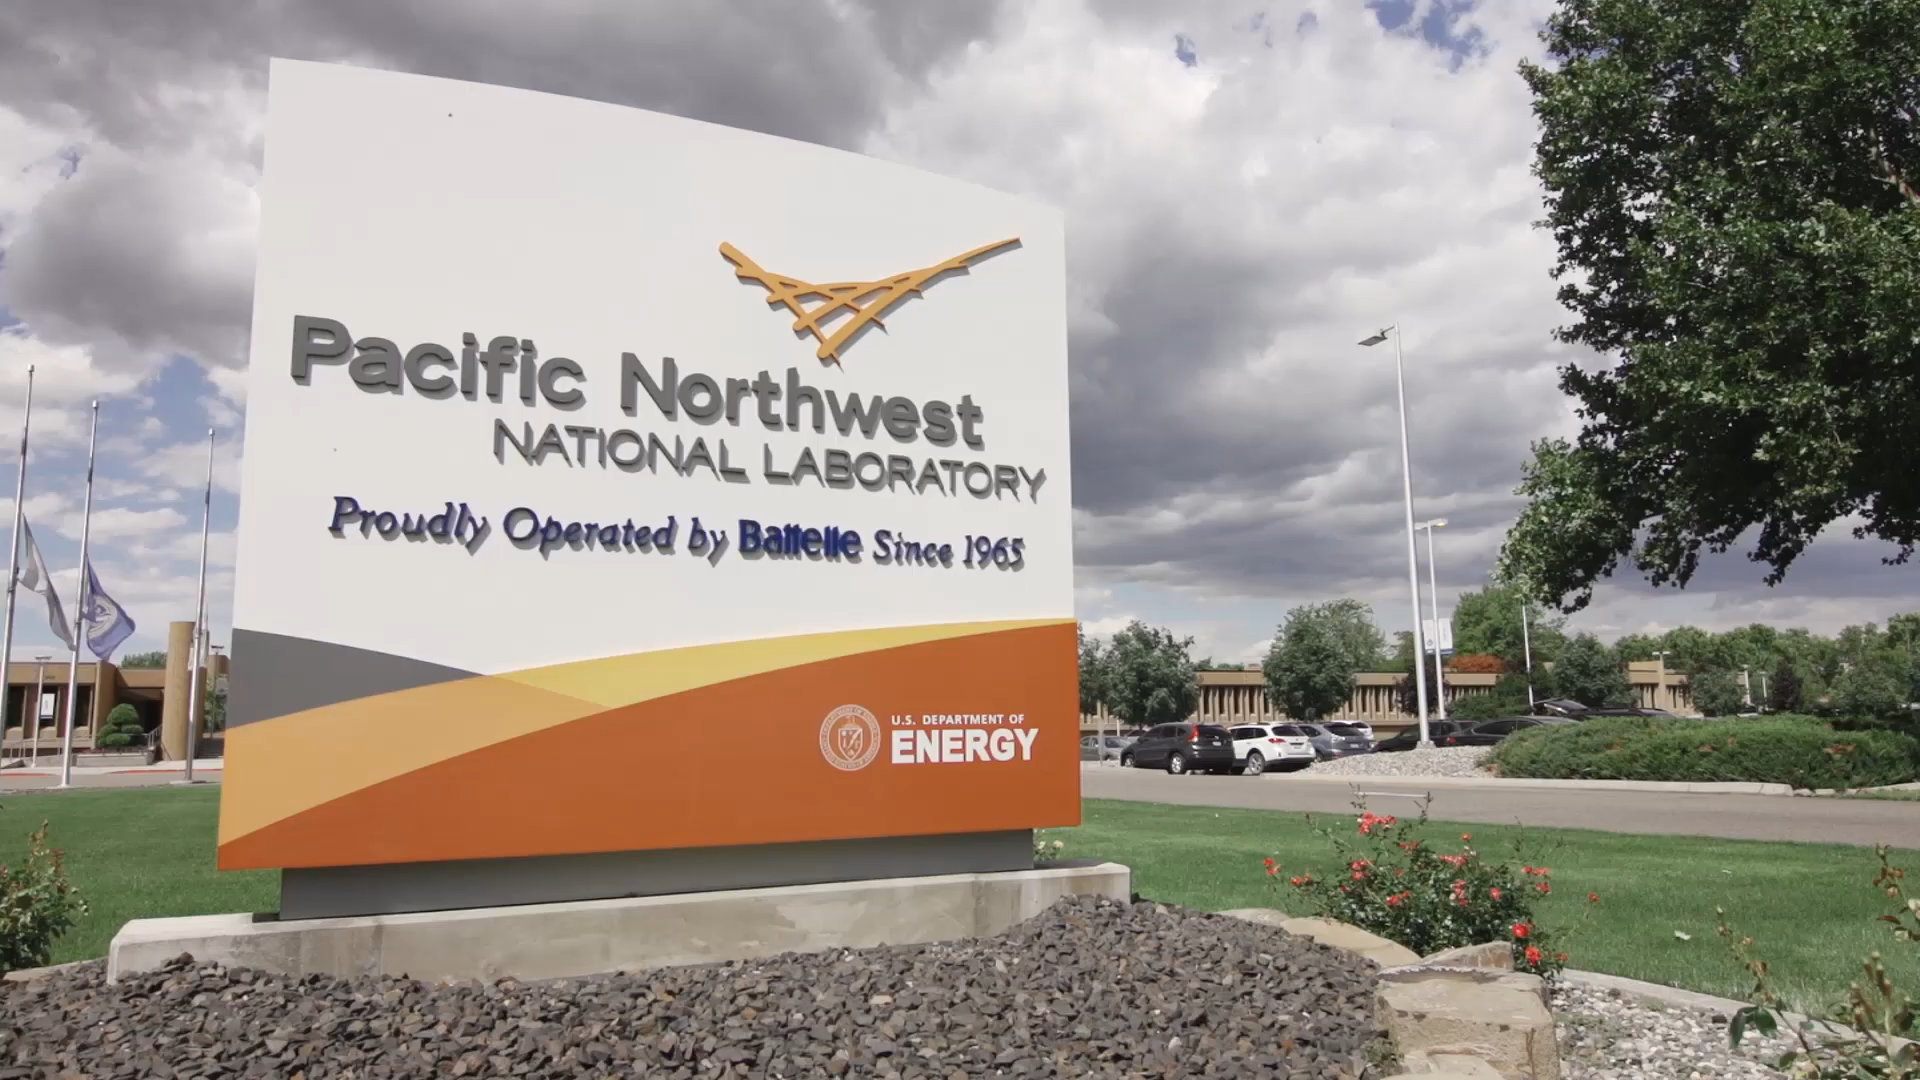 Pacific Northwest
NATIONAL LABORATORY
Proudly Operated by Battelle Since 1965
U.S. DEPARTMENT OF
ENERGY